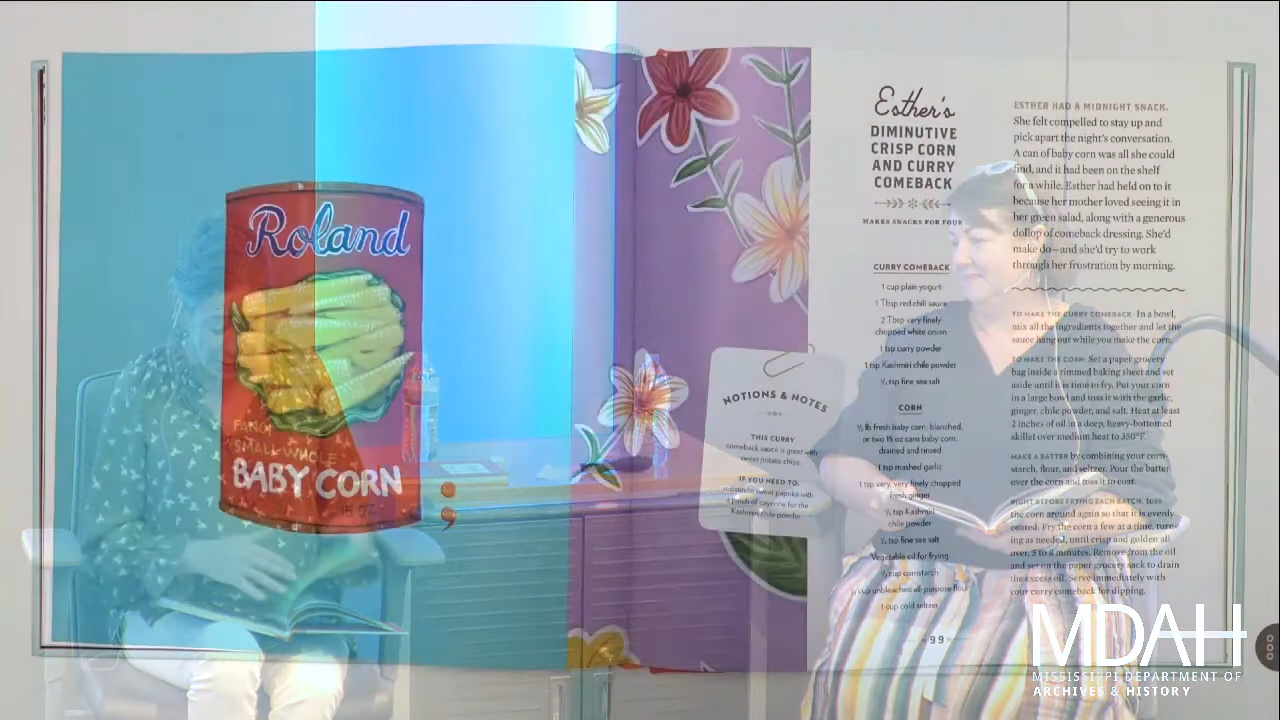 Roland
FANCY
SMALL WHOLE
BABY CORN
15 OZ
NOTIONS & NOTES
THIS CURRY
comeback sauce is great with
sweet potato chips.
IF YOU NEED TO,
substitute sweet paprika with
a pinch of cayenne for the
Kashmiri chile powder.
Esther's
DIMINUTIVE
CRISP CORN
AND CURRY
COMEBACK
MAKES SNACKS FOR FOUR
CURRY COMEBACK
1 cup plain yogurt
1 Tbsp red chili sauce
2 Tbsp very finely
chopped white onion
1 tsp curry powder
1 tsp Kashmiri chile powder
½ tsp fine sea salt
CORN
½ lb fresh baby corn, blanched,
or two 15 oz cans baby corn,
drained and rinsed
1 tsp mashed garlic
1 tsp very, very finely chopped
fresh ginger
½ tsp Kashmiri
chile powder
½ tsp fine sea salt
Vegetable oil for frying
cup cornstarch
cup unbleached all-purpose flour
1 cup cold seltzer
99
ESTHER HAD A MIDNIGHT SNACK.
She felt compelled to stay up and
pick apart the night's conversation.
A can of baby corn was all she could
find, and it had been on the shelf
for a while. Esther had held on to it
because her mother loved seeing it in
her green salad, along with a generous
dollop of comeback dressing. She'd
make do—and she'd try to work
through her frustration by morning.
TO MAKE THE CURRY COMEBACK: In a bowl,
mix all the ingredients together and let the
sauce hang out while you make the corn.
TO MAKE THE CORN: Set a paper grocery
bag inside a rimmed baking sheet and set
aside until it is time to fry. Put your corn
in a large bowl and toss it with the garlic,
ginger, chile powder, and salt. Heat at least
2 inches of oil in a deep, heavy-bottomed
skillet over medium heat to 350°F.
MAKE A BATTER by combining your corn-
starch, flour, and seltzer. Pour the batter
over the corn and toss it to coat.
RIGHT BEFORE FRYING EACH BATCH, toss
the corn around again so that it is evenly
coated. Fry the corn a few at a time, turn-
ing as needed, until crisp and golden all
over, 5 to 8 minutes. Remove from the oil
and set on the paper grocery sack to drain
the excess oil. Serve immediately with
your curry comeback for dipping.
MDAH
MISSISSIPPI DEPARTMENT OF
ARCHIVES & HISTORY